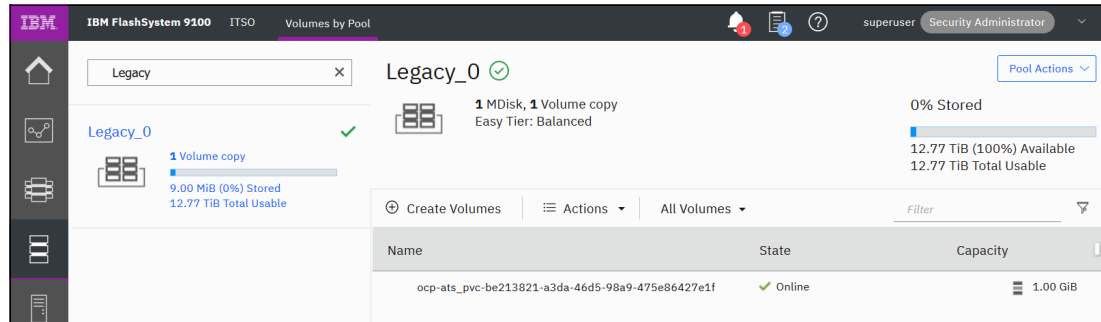 IBM IBM FlashSystem 9100 ITSO Volumes by Pool 1 2 superuser Security Administrator
Legacy
Legacy_0
1 Volume copy
9.00 MiB (0%) Stored
12.77 TiB Total Usable
Legacy_0
Pool Actions
1 MDisk, 1 Volume copy
Easy Tier: Balanced
0% Stored
12.77 TiB (100%) Available
12.77 TiB Total Usable
Create Volumes Actions All Volumes Filter
Name State Capacity
ocp-ats_pvc-be213821-a3da-46d5-98a9-475e86427e1f Online 1.00 GiB